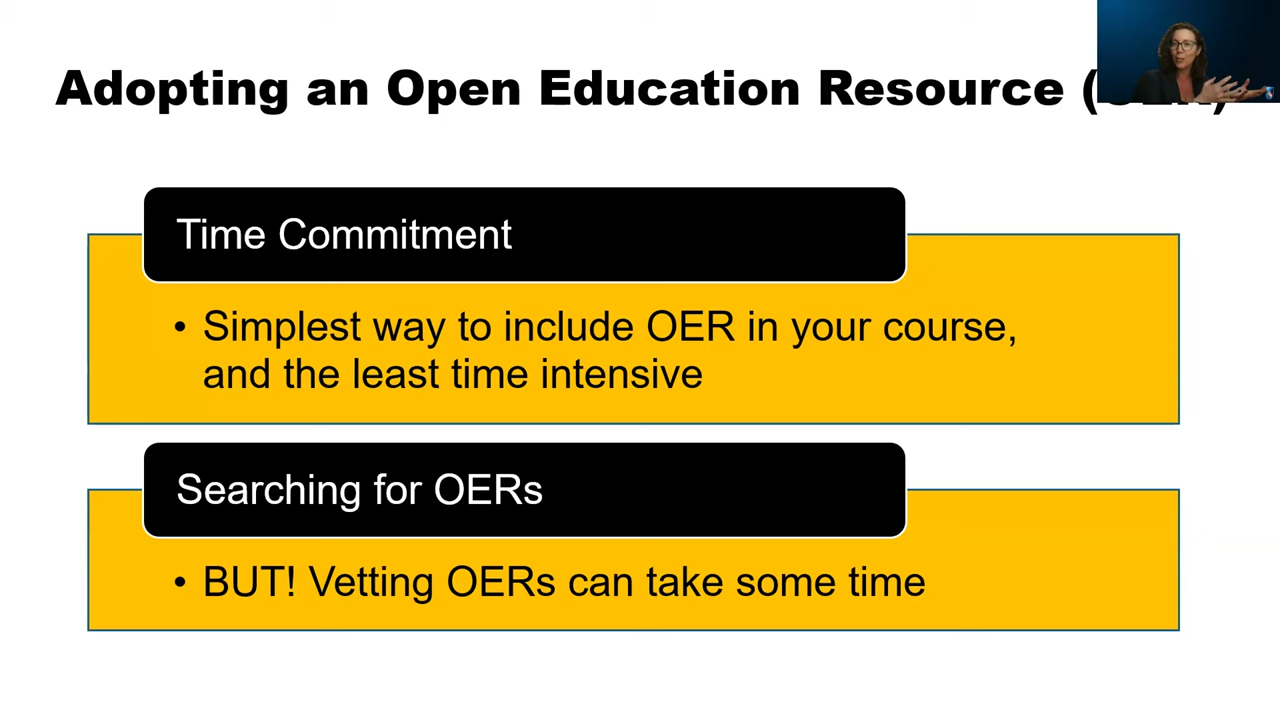 Adopting an Open Education Resource (
Time Commitment
• Simplest way to include OER in your course,
and the least time intensive
Searching for OERs
• BUT! Vetting OERs can take some time